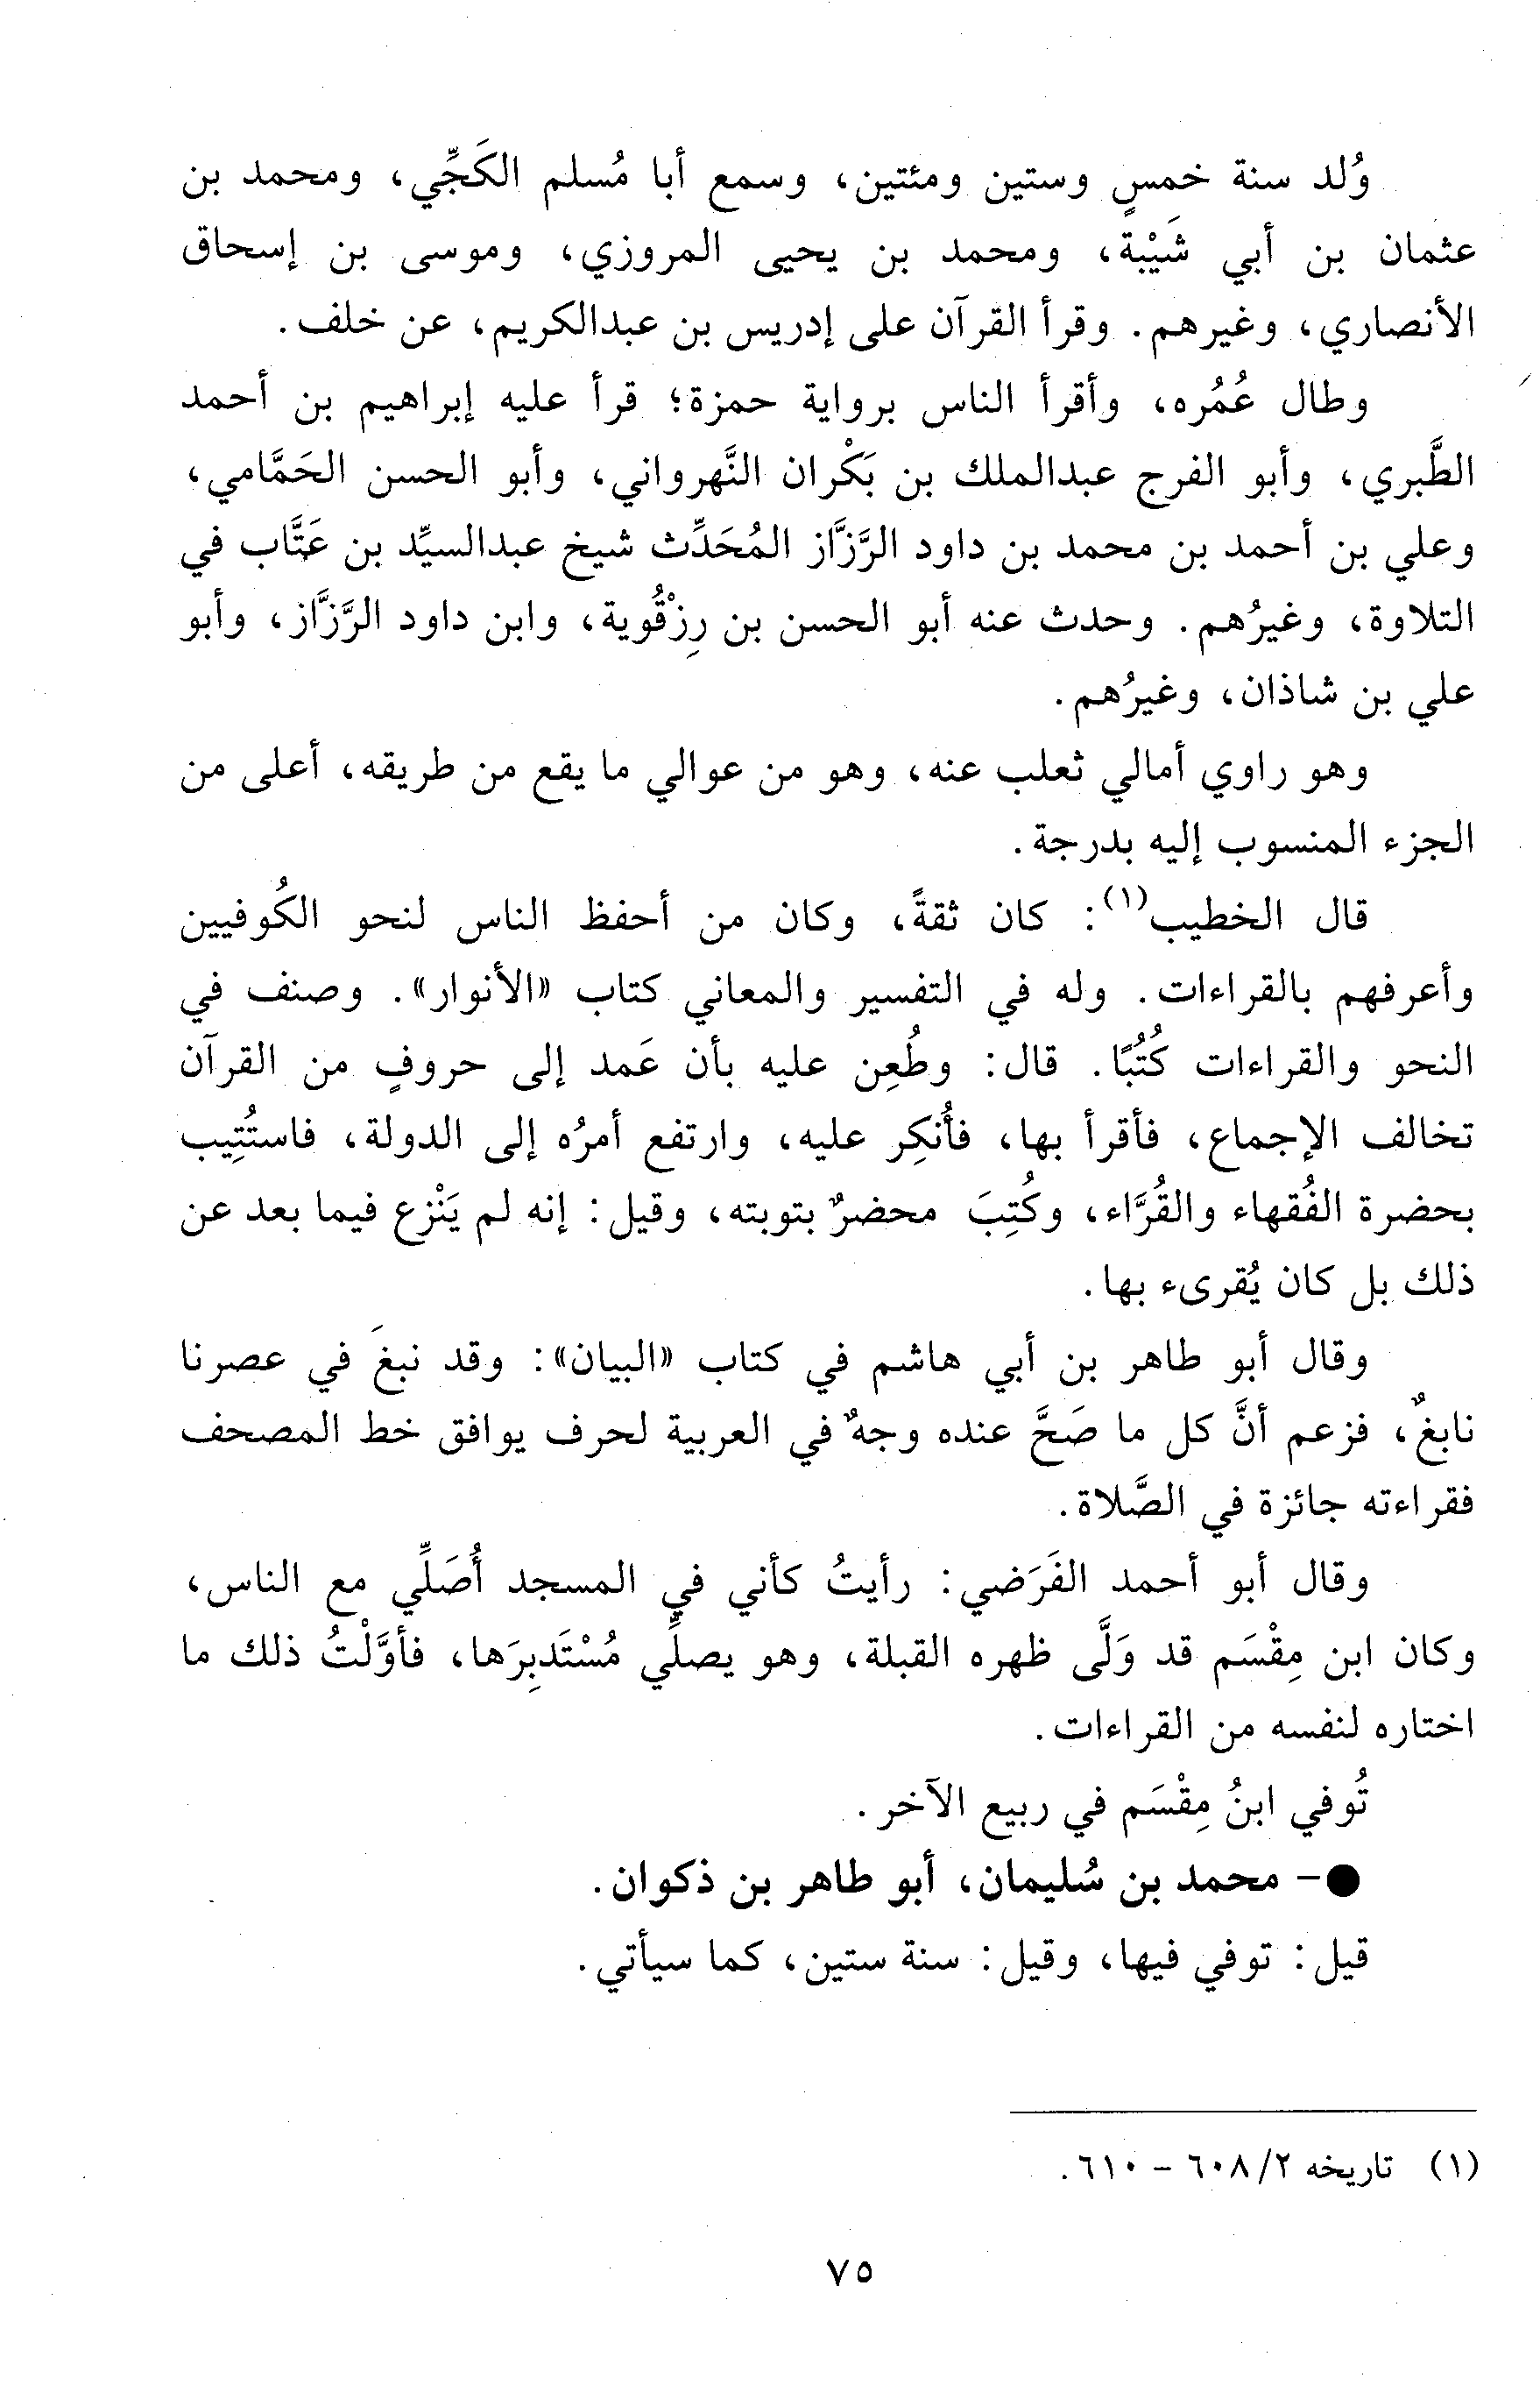 وُلد سنة خمسٍ وستين ومئتين، وسمع أبا مُسلم الكَجِّي، ومحمد بن
عثمان بن أبي شَيْبة، ومحمد بن يحيى المروزي، وموسى بن إسحاق
الأنصاري، وغيرهم. وقرأ القرآن على إدريس بن عبدالكريم، عن خلف.
وطال عُمُره، وأقرأ الناس برواية حمزة؛ قرأ عليه إبراهيم بن أحمد
الطَّبري، وأبو الفرج عبدالملك بن بَكْران النَّهرواني، وأبو الحسن الحَمَّامي،
وعلي بن أحمد بن محمد بن داود الرَّزَّاز المُحَدِّث شيخ عبدالسيِّد بن عَتَّاب في
التلاوة، وغيرُهم. وحدث عنه أبو الحسن بن رِزْقُوية، وابن داود الرَّزَّاز، وأبو
علي بن شاذان، وغيرُهم.
وهو راوي أمالي ثعلب عنه، وهو من عوالي ما يقع من طريقه، أعلى من
الجزء المنسوب إليه بدرجة.
قال الخطيب(١): كان ثقةً، وكان من أحفظ الناس لنحو الكُوفيين
وأعرفهم بالقراءات. وله في التفسير والمعاني كتاب «الأنوار». وصنف في
النحو والقراءات كُتُبًا. قال: وطُعِن عليه بأن عَمد إلى حروفٍ من القرآن
تخالف الإجماع، فأقرأ بها، فأُنكِر عليه، وارتفع أمرُه إلى الدولة، فاستُتِيب
بحضرة الفُقهاء والقُرَّاء، وكُتِبَ محضرٌ بتوبته، وقيل: إنه لم يَنْزع فيما بعد عن
ذلك بل كان يُقرىء بها.
وقال أبو طاهر بن أبي هاشم في كتاب «البيان»: وقد نبغَ في عصرنا
نابغٌ، فزعم أنَّ كل ما صَحَّ عنده وجهٌ في العربية لحرف يوافق خط المصحف
فقراءته جائزة في الصَّلاة.
وقال أبو أحمد الفَرَضي: رأيتُ كأني في المسجد أُصَلِّي مع الناس،
وكان ابن مِقْسَم قد وَلَّى ظهره القبلة، وهو يصلِّي مُسْتَدبِرَها، فأوَّلْتُ ذلك ما
اختاره لنفسه من القراءات.
تُوفي ابنُ مِقْسَم في ربيع الآخر.
●- محمد بن سُليمان، أبو طاهر بن ذكوان.
قيل: توفي فيها، وقيل: سنة ستين، كما سيأتي.
(١) تاريخه ٢/ ٦٠٨ - ٦١٠.
٧٥